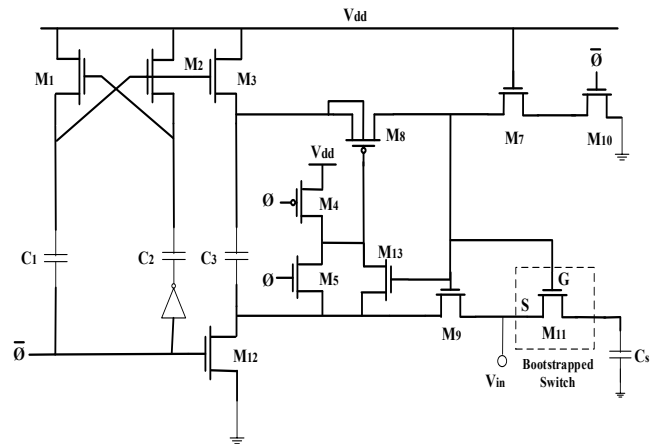 Vdd
M1
M2
M3
Ø̅
M8
M7
M10
Vdd
Ø
M4
M13
C1
C2
C3
Ø
M5
G
S
M9
M11
Ø̅
M12
Vin
Bootstrapped
Switch
Cs